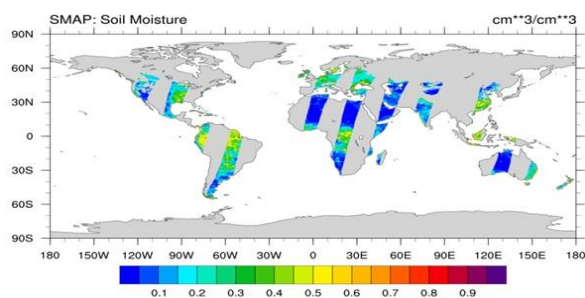 SMAP: Soil Moisture cm**3/cm**3
90N
60N
30N
0
30S
60S
90S
180 150W 120W 90W 60W 30W 0 30E 60E 90E 120E 150E 180
0.1 0.2 0.3 0.4 0.5 0.6 0.7 0.8 0.9